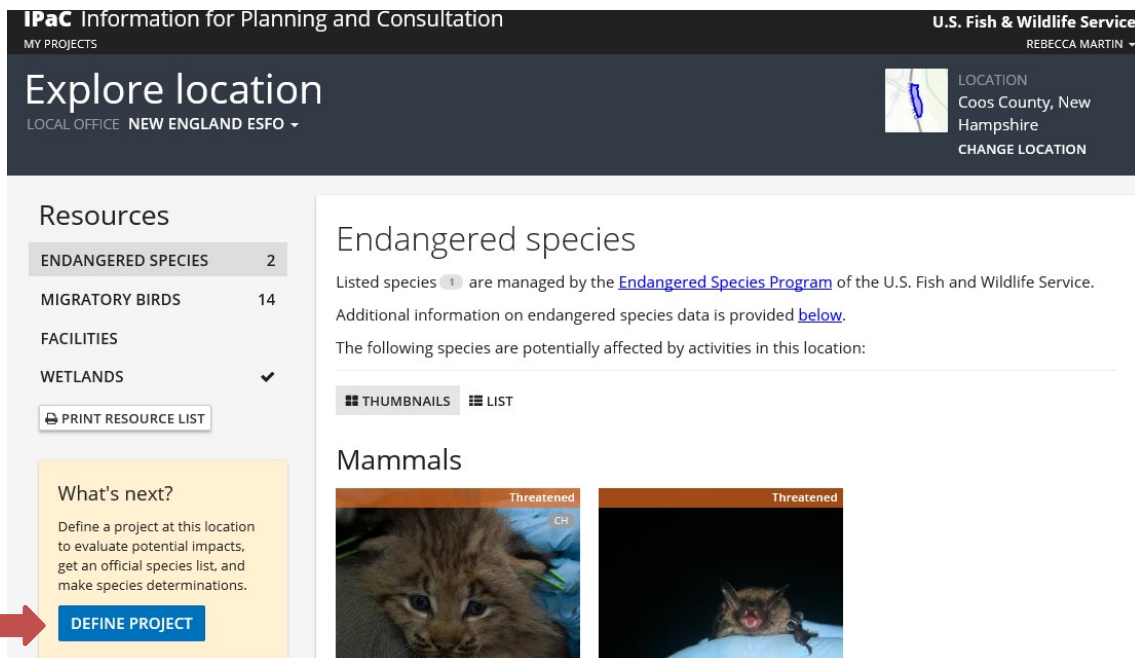 IPaC Information for Planning and Consultation
U.S. Fish & Wildlife Service
MY PROJECTS
REBECCA MARTIN
Explore location
LOCAL OFFICE NEW ENGLAND ESFO
LOCATION
Coos County, New
Hampshire
CHANGE LOCATION
Resources
ENDANGERED SPECIES 2
MIGRATORY BIRDS 14
FACILITIES
WETLANDS
PRINT RESOURCE LIST
What's next?
Define a project at this location
to evaluate potential impacts,
get an official species list, and
make species determinations.
DEFINE PROJECT
Endangered species
Listed species 1 are managed by the Endangered Species Program of the U.S. Fish and Wildlife Service.
Additional information on endangered species data is provided below.
The following species are potentially affected by activities in this location:
THUMBNAILS LIST
Mammals
Threatened
CH
Threatened